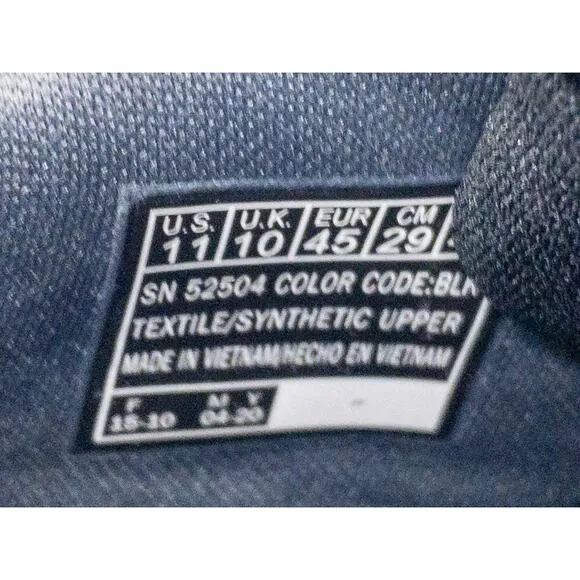 U.S. U.K. EUR CM
11 10 45 29
SN 52504 COLOR CODE:BLK
TEXTILE/SYNTHETIC UPPER
MADE IN VIETNAM/HECHO EN VIETNAM
F M Y
15-10 04-20